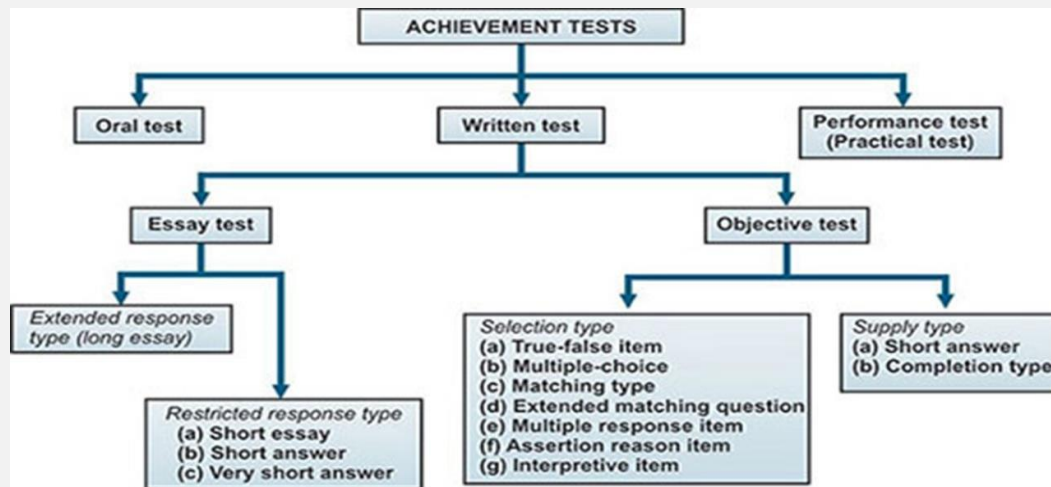 ACHIEVEMENT TESTS
Oral test
Written test
Performance test
(Practical test)
Essay test
Objective test
Extended response
type (long essay)
Restricted response type
(a) Short essay
(b) Short answer
(c) Very short answer
Selection type
(a) True-false item
(b) Multiple-choice
(c) Matching type
(d) Extended matching question
(e) Multiple response item
(f) Assertion reason item
(g) Interpretive item
Supply type
(a) Short answer
(b) Completion type